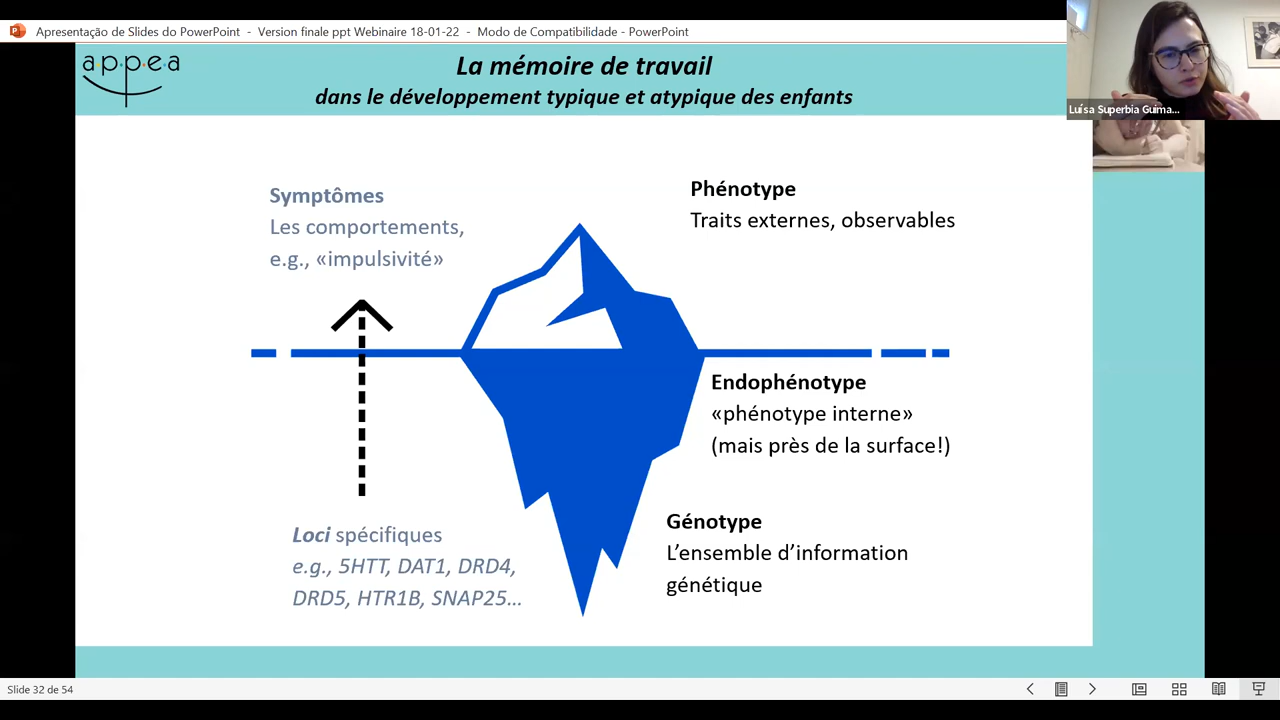 Apresentação de Slides do PowerPoint - Version finale ppt Webinaire 18-01-22 - Modo de Compatibilidade - PowerPoint
appea
La mémoire de travail
dans le développement typique et atypique des enfants
Luísa Superbia Guima...
Symptômes
Les comportements,
e.g., «impulsivité»
Phénotype
Traits externes, observables
Endophénotype
«phénotype interne»
(mais près de la surface!)
Loci spécifiques
e.g., 5HTT, DAT1, DRD4,
DRD5, HTR1B, SNAP25...
Génotype
L’ensemble d’information
génétique
Slide 32 de 54